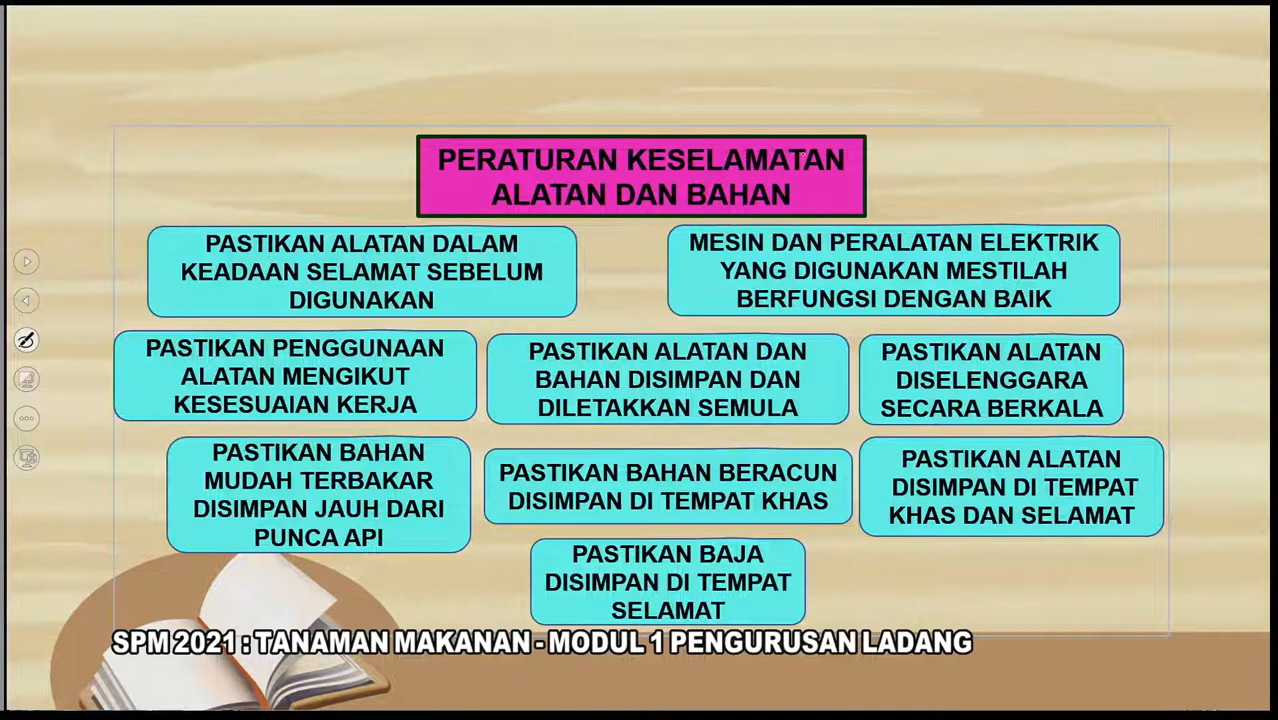 PERATURAN KESELAMATAN
ALATAN DAN BAHAN
PASTIKAN ALATAN DALAM
KEADAAN SELAMAT SEBELUM
DIGUNAKAN
MESIN DAN PERALATAN ELEKTRIK
YANG DIGUNAKAN MESTILAH
BERFUNGSI DENGAN BAIK
PASTIKAN PENGGUNAAN
ALATAN MENGIKUT
KESESUAIAN KERJA
PASTIKAN ALATAN DAN
BAHAN DISIMPAN DAN
DILETAKKAN SEMULA
PASTIKAN ALATAN
DISELENGGARA
SECARA BERKALA
PASTIKAN BAHAN
MUDAH TERBAKAR
DISIMPAN JAUH DARI
PUNCA API
PASTIKAN BAHAN BERACUN
DISIMPAN DI TEMPAT KHAS
PASTIKAN ALATAN
DISIMPAN DI TEMPAT
KHAS DAN SELAMAT
PASTIKAN BAJA
DISIMPAN DI TEMPAT
SELAMAT
SPM 2021 : TANAMAN MAKANAN - MODUL 1 PENGURUSAN LADANG